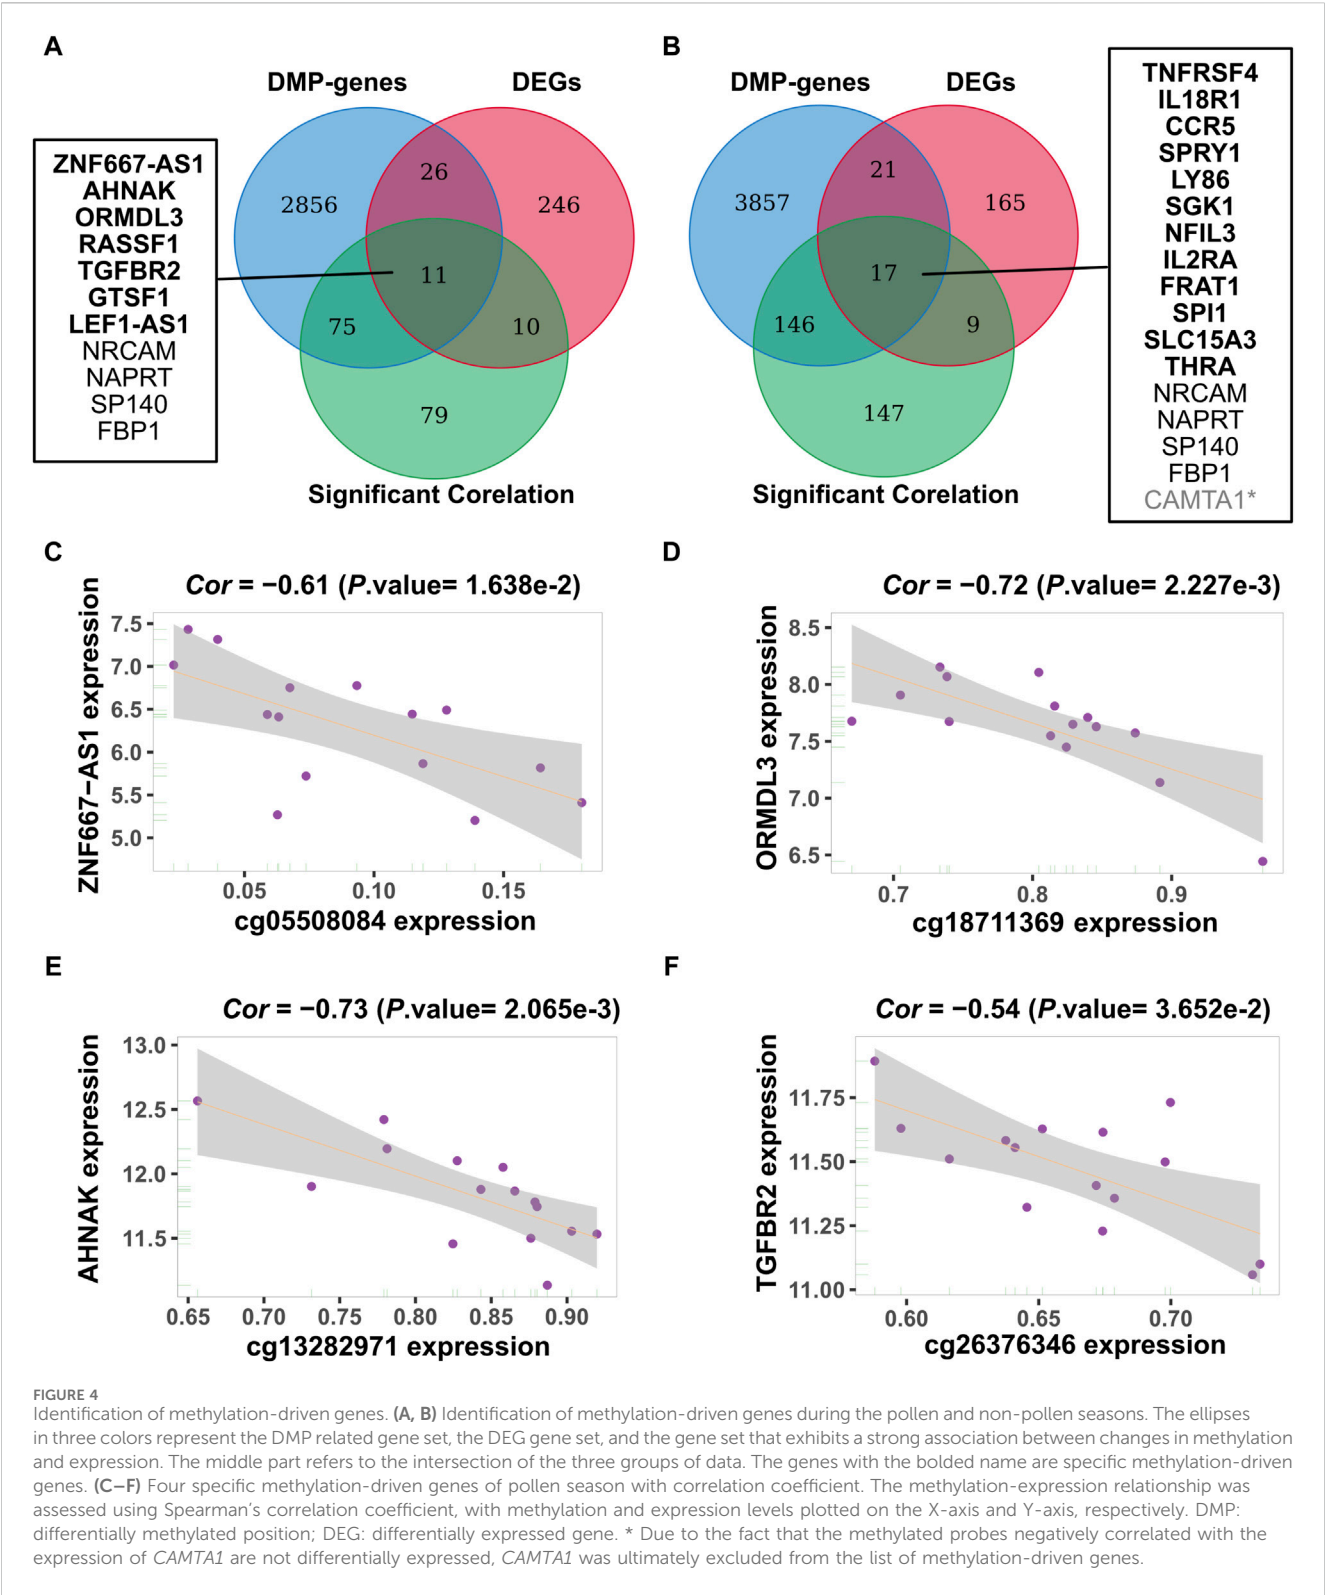 A
DMP-genes
DEGs
ZNF667-AS1
AHNAK
ORMDL3
RASSF1
TGFBR2
GTSF1
LEF1-AS1
NRCAM
NAPRT
SP140
FBP1
2856
26
246
11
75
10
79
Significant Corelation
B
DMP-genes
DEGs
3857
21
165
17
146
9
147
Significant Corelation
TNFRSF4
IL18R1
CCR5
SPRY1
LY86
SGK1
NFIL3
IL2RA
FRAT1
SPI1
SLC15A3
THRA
NRCAM
NAPRT
SP140
FBP1
CAMTA1*
C
Cor = −0.61 (P.value= 1.638e-2)
ZNF667−AS1 expression
7.5
7.0
6.5
6.0
5.5
5.0
0.05 0.10 0.15
cg05508084 expression
D
Cor = −0.72 (P.value= 2.227e-3)
ORMDL3 expression
8.5
8.0
7.5
7.0
6.5
0.7 0.8 0.9
cg18711369 expression
E
Cor = −0.73 (P.value= 2.065e-3)
AHNAK expression
13.0
12.5
12.0
11.5
0.65 0.70 0.75 0.80 0.85 0.90
cg13282971 expression
F
Cor = −0.54 (P.value= 3.652e-2)
TGFBR2 expression
11.75
11.50
11.25
11.00
0.60 0.65 0.70
cg26376346 expression
FIGURE 4
Identification of methylation-driven genes. (A, B) Identification of methylation-driven genes during the pollen and non-pollen seasons. The ellipses
in three colors represent the DMP related gene set, the DEG gene set, and the gene set that exhibits a strong association between changes in methylation
and expression. The middle part refers to the intersection of the three groups of data. The genes with the bolded name are specific methylation-driven
genes. (C–F) Four specific methylation-driven genes of pollen season with correlation coefficient. The methylation-expression relationship was
assessed using Spearman's correlation coefficient, with methylation and expression levels plotted on the X-axis and Y-axis, respectively. DMP:
differentially methylated position; DEG: differentially expressed gene. * Due to the fact that the methylated probes negatively correlated with the
expression of CAMTA1 are not differentially expressed, CAMTA1 was ultimately excluded from the list of methylation-driven genes.